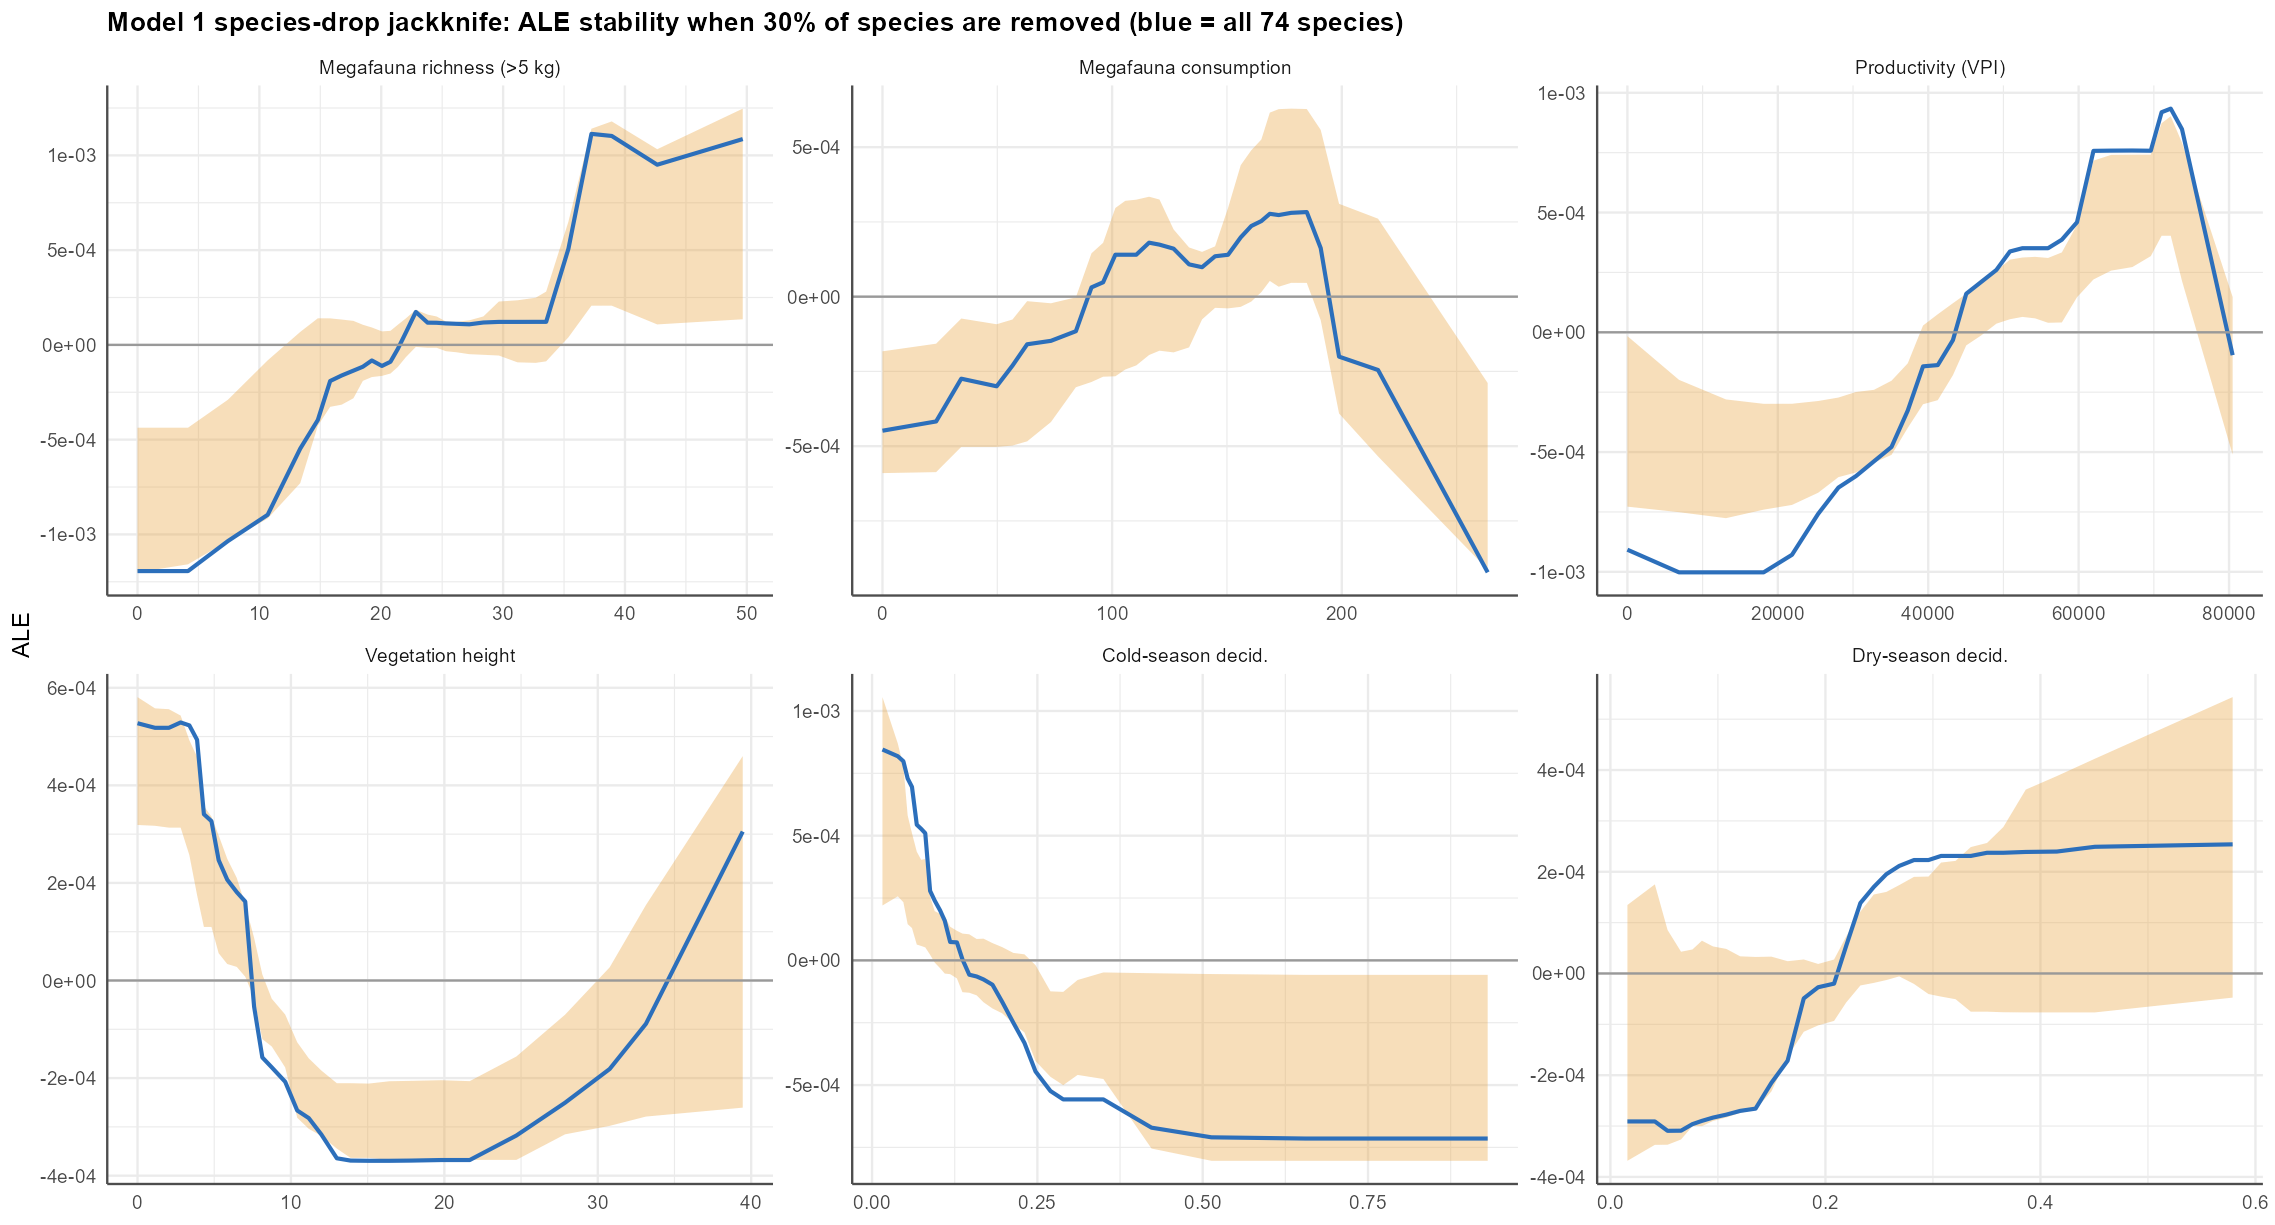 Model 1 species-drop jackknife: ALE stability when 30% of species are removed (blue = all 74 species)
Megafauna richness (>5 kg)
1e-03
5e-04
0e+00
-5e-04
-1e-03
0 10 20 30 40 50
Megafauna consumption
5e-04
0e+00
-5e-04
0 100 200
Productivity (VPI)
1e-03
5e-04
0e+00
-5e-04
-1e-03
0 20000 40000 60000 80000
ALE
Vegetation height
6e-04
4e-04
2e-04
0e+00
-2e-04
-4e-04
0 10 20 30 40
Cold-season decid.
1e-03
5e-04
0e+00
-5e-04
0.00 0.25 0.50 0.75
Dry-season decid.
4e-04
2e-04
0e+00
-2e-04
-4e-04
0.0 0.2 0.4 0.6